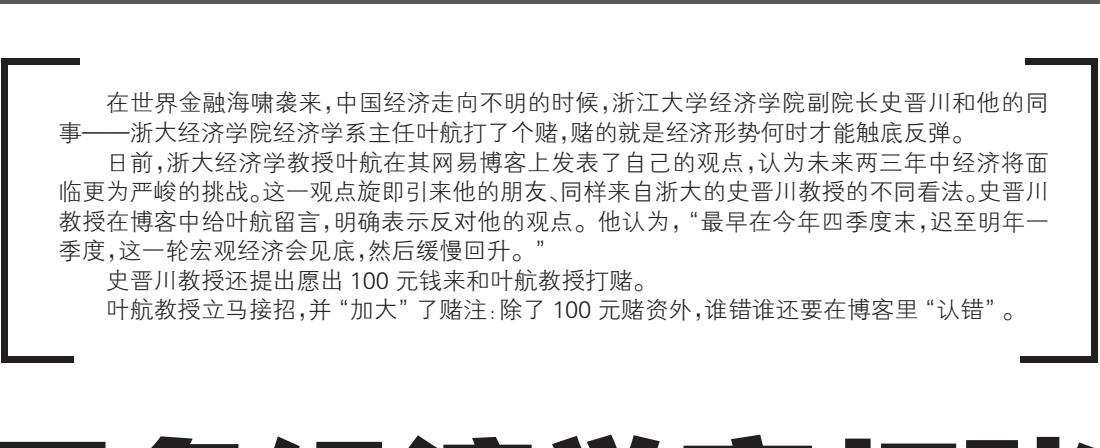 在世界金融海啸袭来，中国经济走向不明的时候，浙江大学经济学院副院长史晋川和他的同
事——浙大经济学院经济学系主任叶航打了个赌，赌的就是经济形势何时才能触底反弹。
日前，浙大经济学教授叶航在其网易博客上发表了自己的观点，认为未来两三年中经济将面
临更为严峻的挑战。这一观点旋即引来他的朋友、同样来自浙大的史晋川教授的不同看法。史晋川
教授在博客中给叶航留言，明确表示反对他的观点。他认为，“最早在今年四季度末，迟至明年一
季度，这一轮宏观经济会见底，然后缓慢回升。”
史晋川教授还提出愿出 100 元钱来和叶航教授打赌。
叶航教授立马接招，并“加大”了赌注：除了 100 元赌资外，谁错谁还要在博客里“认错”。